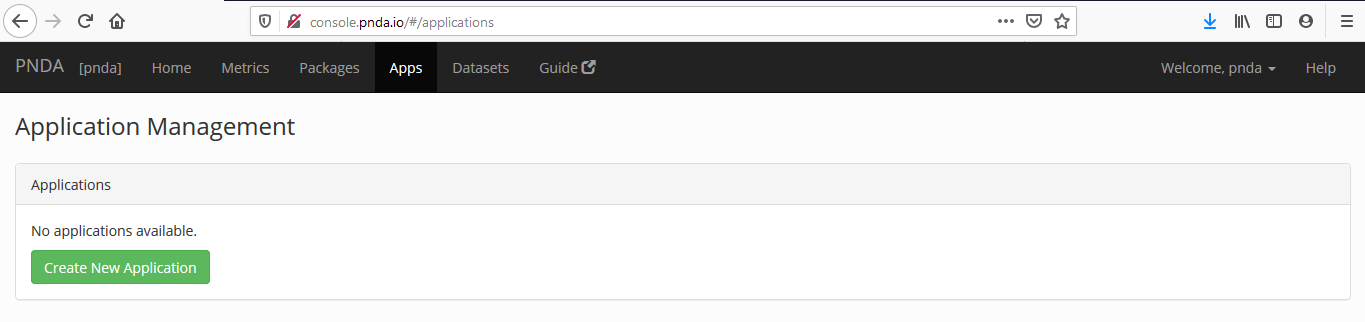 console.pnda.io/#/applications
PNDA [pnda] Home Metrics Packages Apps Datasets Guide Welcome, pnda Help
Application Management
Applications
No applications available.
Create New Application